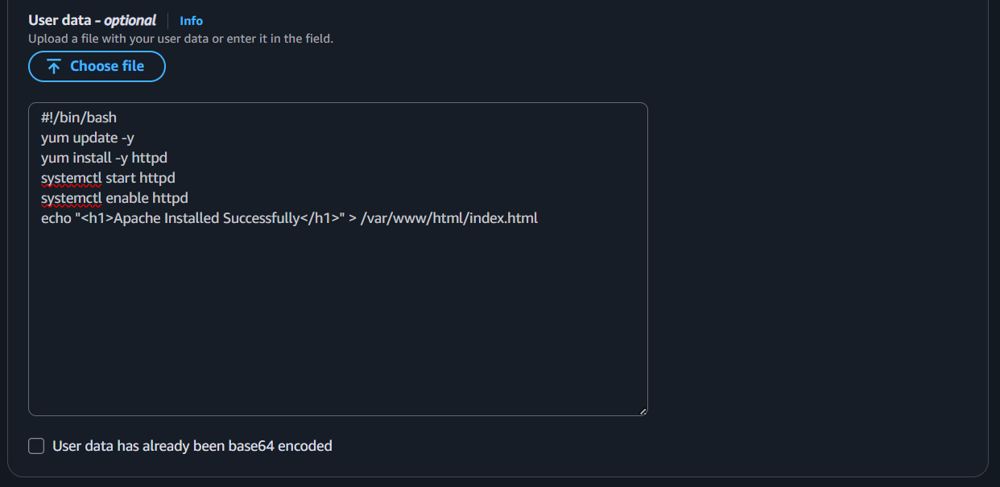 User data - optional Info
Upload a file with your user data or enter it in the field.
Choose file
#!/bin/bash
yum update -y
yum install -y httpd
systemctl start httpd
systemctl enable httpd
echo "<h1>Apache Installed Successfully</h1>" > /var/www/html/index.html
User data has already been base64 encoded